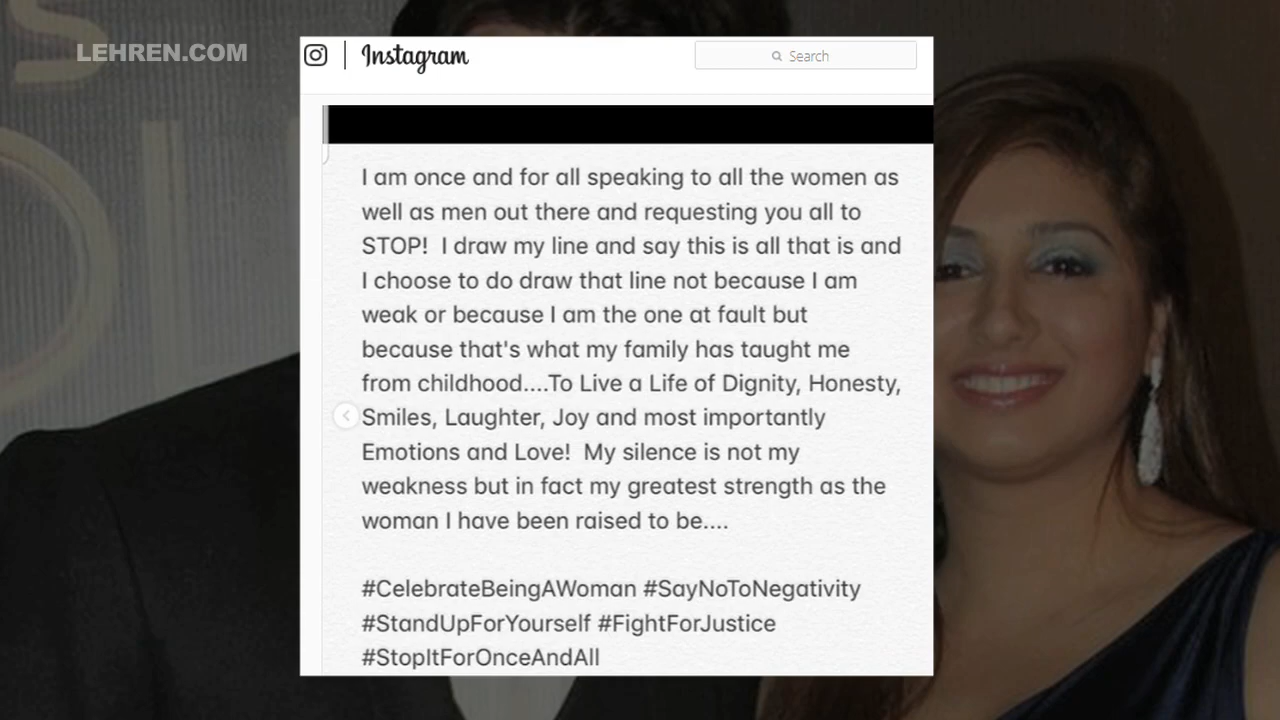 LEHREN.COM
Instagram
Search
I am once and for all speaking to all the women as
well as men out there and requesting you all to
STOP!  I draw my line and say this is all that is and
I choose to do draw that line not because I am
weak or because I am the one at fault but
because that's what my family has taught me
from childhood....To Live a Life of Dignity, Honesty,
Smiles, Laughter, Joy and most importantly
Emotions and Love!  My silence is not my
weakness but in fact my greatest strength as the
woman I have been raised to be....
#CelebrateBeingAWoman #SayNoToNegativity
#StandUpForYourself #FightForJustice
#StopItForOnceAndAll